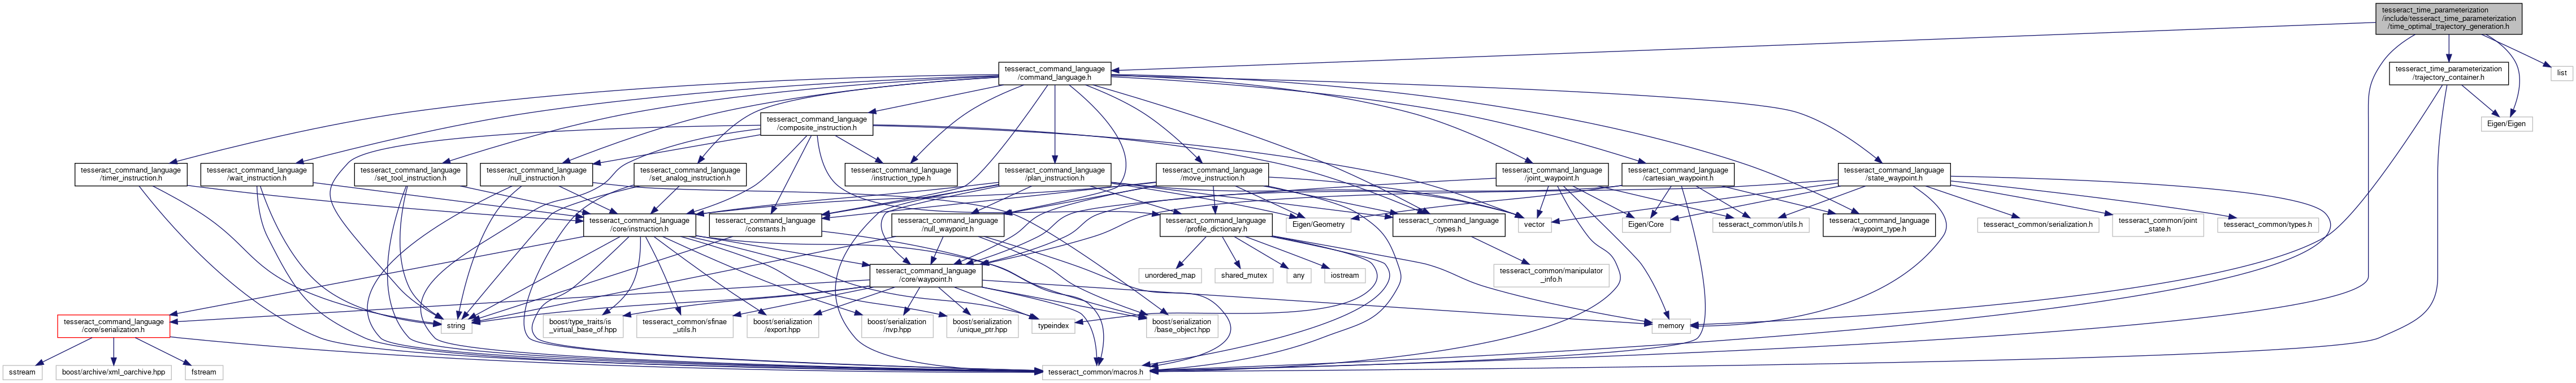 tesseract_time_parameterization
/include/tesseract_time_parameterization
/time_optimal_trajectory_generation.h
tesseract_command_language
/command_language.h
tesseract_time_parameterization
/trajectory_container.h
list
tesseract_command_language
/composite_instruction.h
Eigen/Eigen
tesseract_command_language
/timer_instruction.h
tesseract_command_language
/wait_instruction.h
tesseract_command_language
/set_tool_instruction.h
tesseract_command_language
/null_instruction.h
tesseract_command_language
/set_analog_instruction.h
tesseract_command_language
/instruction_type.h
tesseract_command_language
/plan_instruction.h
tesseract_command_language
/move_instruction.h
tesseract_command_language
/joint_waypoint.h
tesseract_command_language
/cartesian_waypoint.h
tesseract_command_language
/state_waypoint.h
tesseract_command_language
/core/instruction.h
tesseract_command_language
/constants.h
tesseract_command_language
/null_waypoint.h
tesseract_command_language
/profile_dictionary.h
Eigen/Geometry
tesseract_command_language
/types.h
vector
Eigen/Core
tesseract_common/utils.h
tesseract_command_language
/waypoint_type.h
tesseract_common/serialization.h
tesseract_common/joint
_state.h
tesseract_common/types.h
tesseract_command_language
/core/waypoint.h
unordered_map
shared_mutex
any
iostream
tesseract_common/manipulator
_info.h
tesseract_command_language
/core/serialization.h
string
boost/type_traits/is
_virtual_base_of.hpp
tesseract_common/sfinae
_utils.h
boost/serialization
/export.hpp
boost/serialization
/nvp.hpp
boost/serialization
/unique_ptr.hpp
typeindex
boost/serialization
/base_object.hpp
memory
sstream
boost/archive/xml_oarchive.hpp
fstream
tesseract_common/macros.h